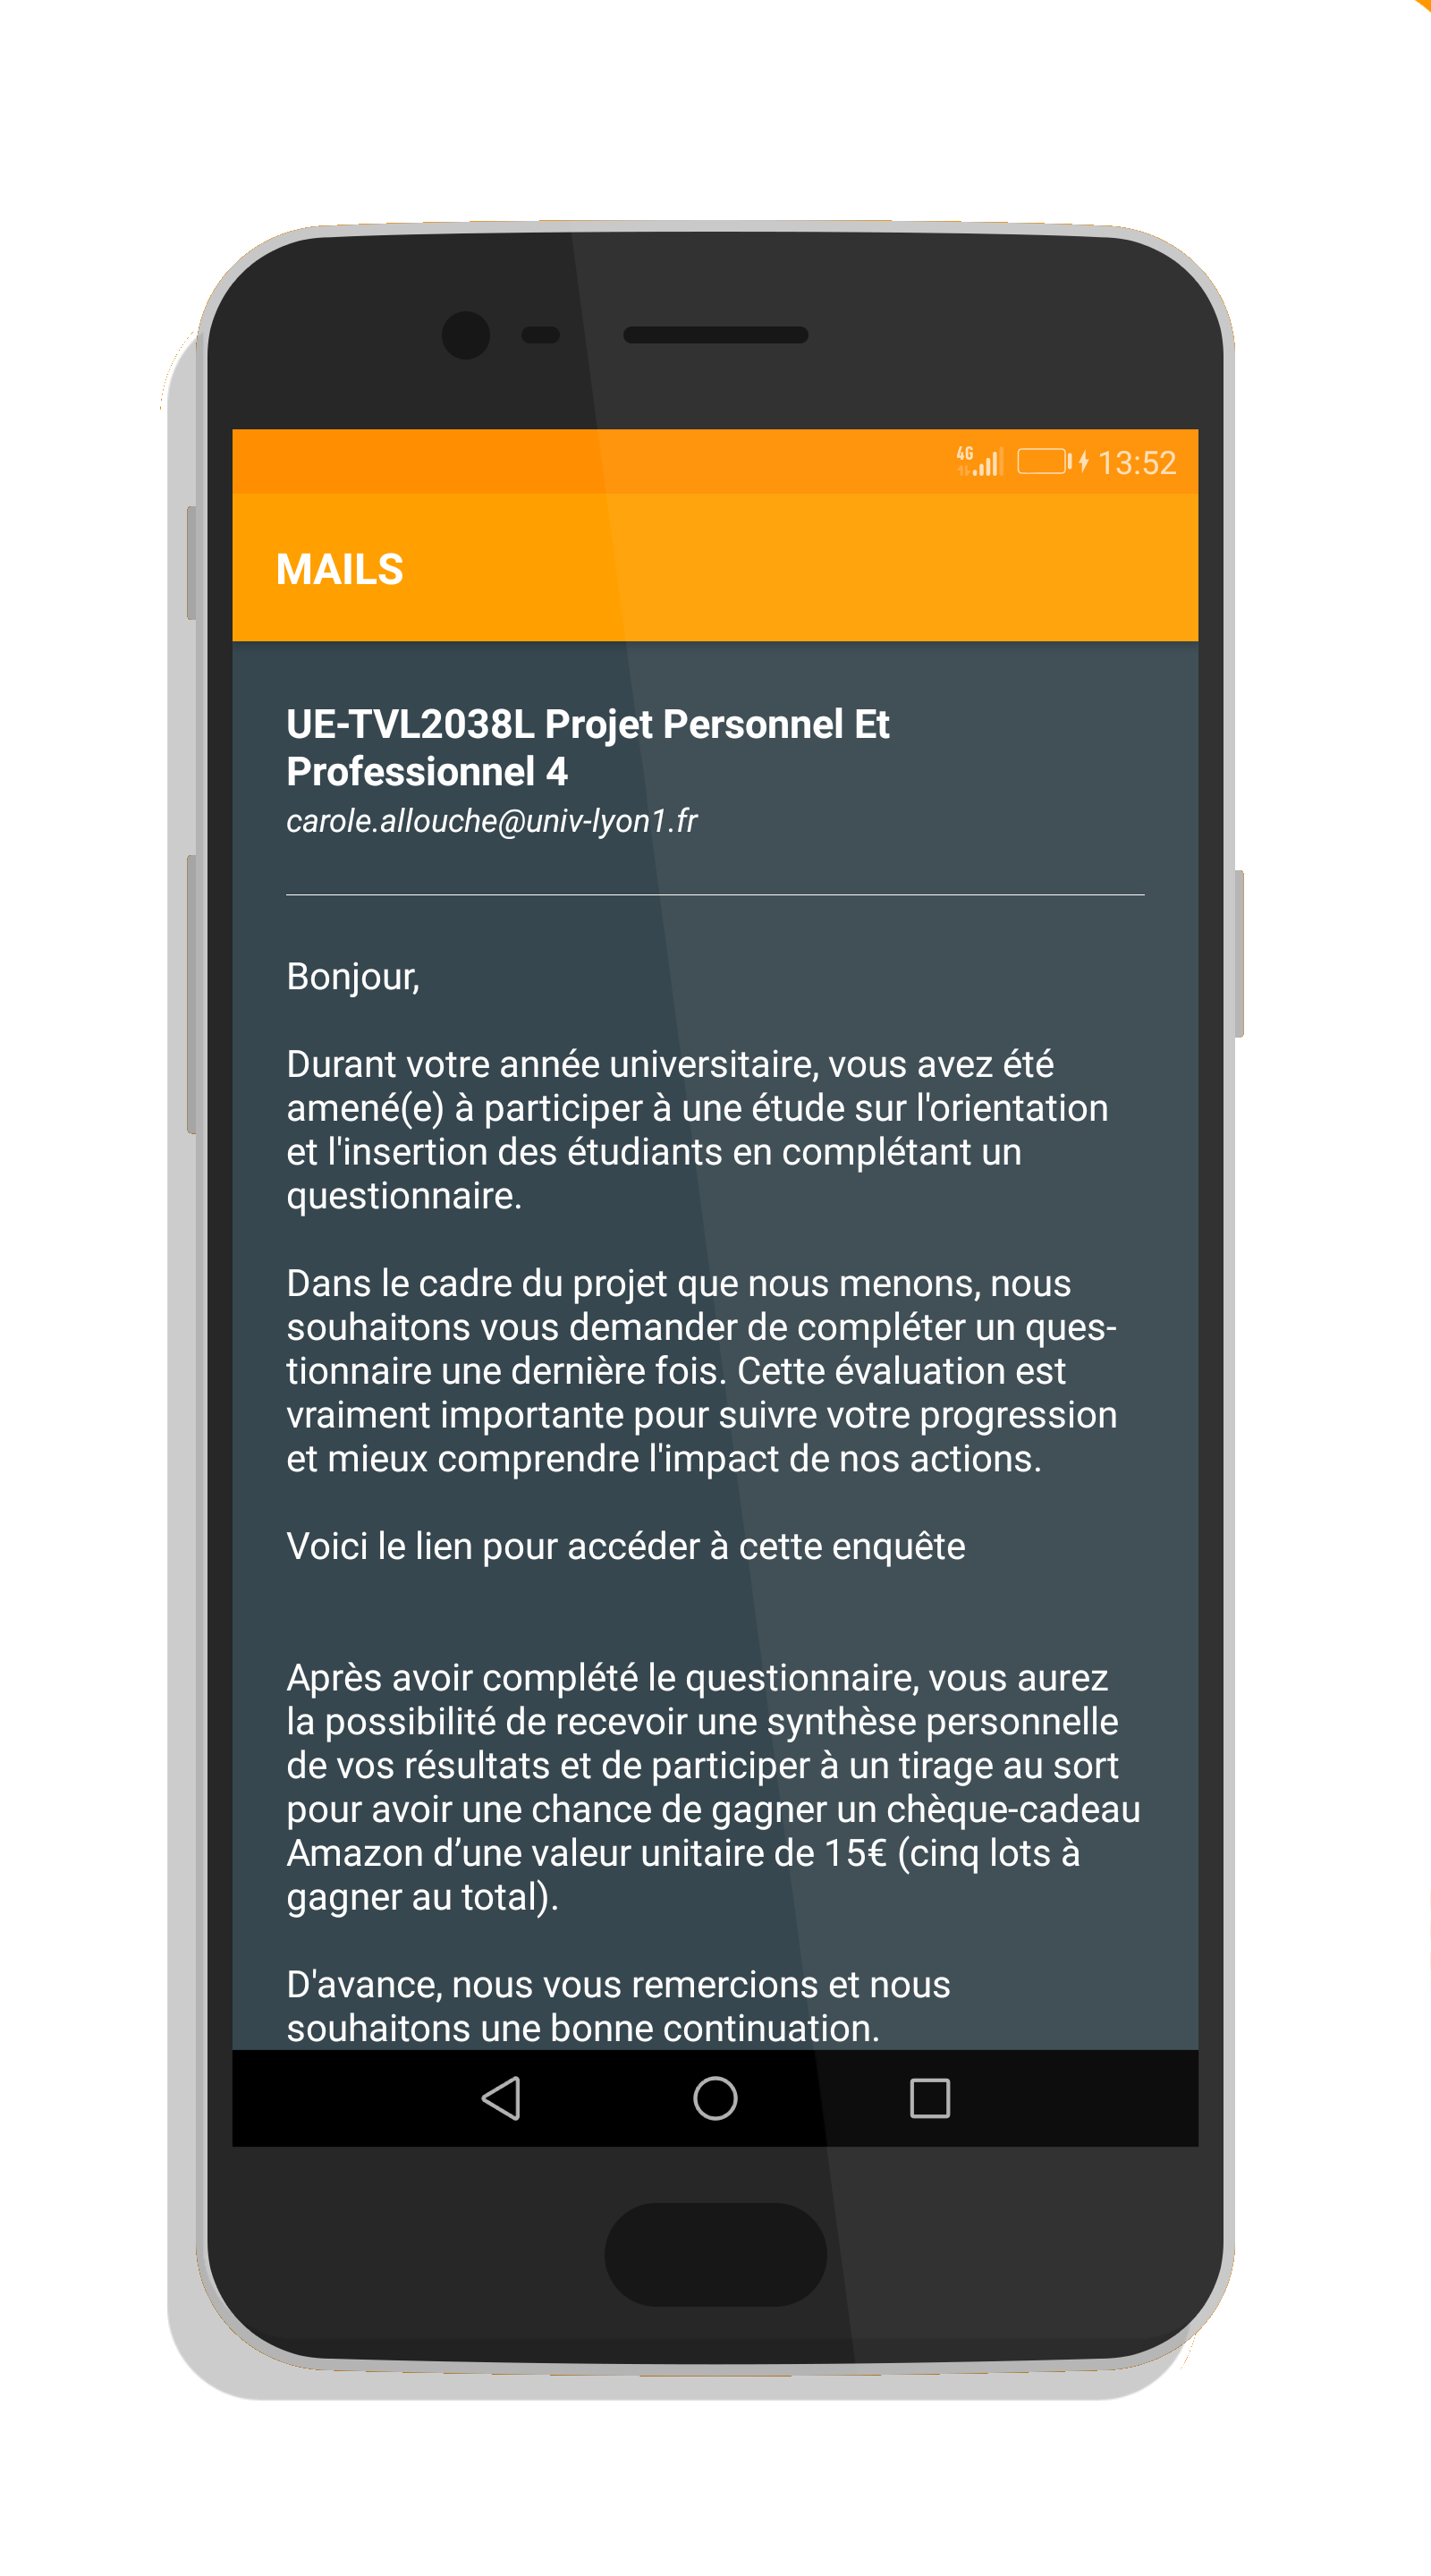 4G 13:52
MAILS
UE-TVL2038L Projet Personnel Et
Professionnel 4
carole.allouche@univ-lyon1.fr
Bonjour,
Durant votre année universitaire, vous avez été
amené(e) à participer à une étude sur l'orientation
et l'insertion des étudiants en complétant un
questionnaire.
Dans le cadre du projet que nous menons, nous
souhaitons vous demander de compléter un ques-
tionnaire une dernière fois. Cette évaluation est
vraiment importante pour suivre votre progression
et mieux comprendre l'impact de nos actions.
Voici le lien pour accéder à cette enquête
Après avoir complété le questionnaire, vous aurez
la possibilité de recevoir une synthèse personnelle
de vos résultats et de participer à un tirage au sort
pour avoir une chance de gagner un chèque-cadeau
Amazon d’une valeur unitaire de 15€ (cinq lots à
gagner au total).
D'avance, nous vous remercions et nous
souhaitons une bonne continuation.